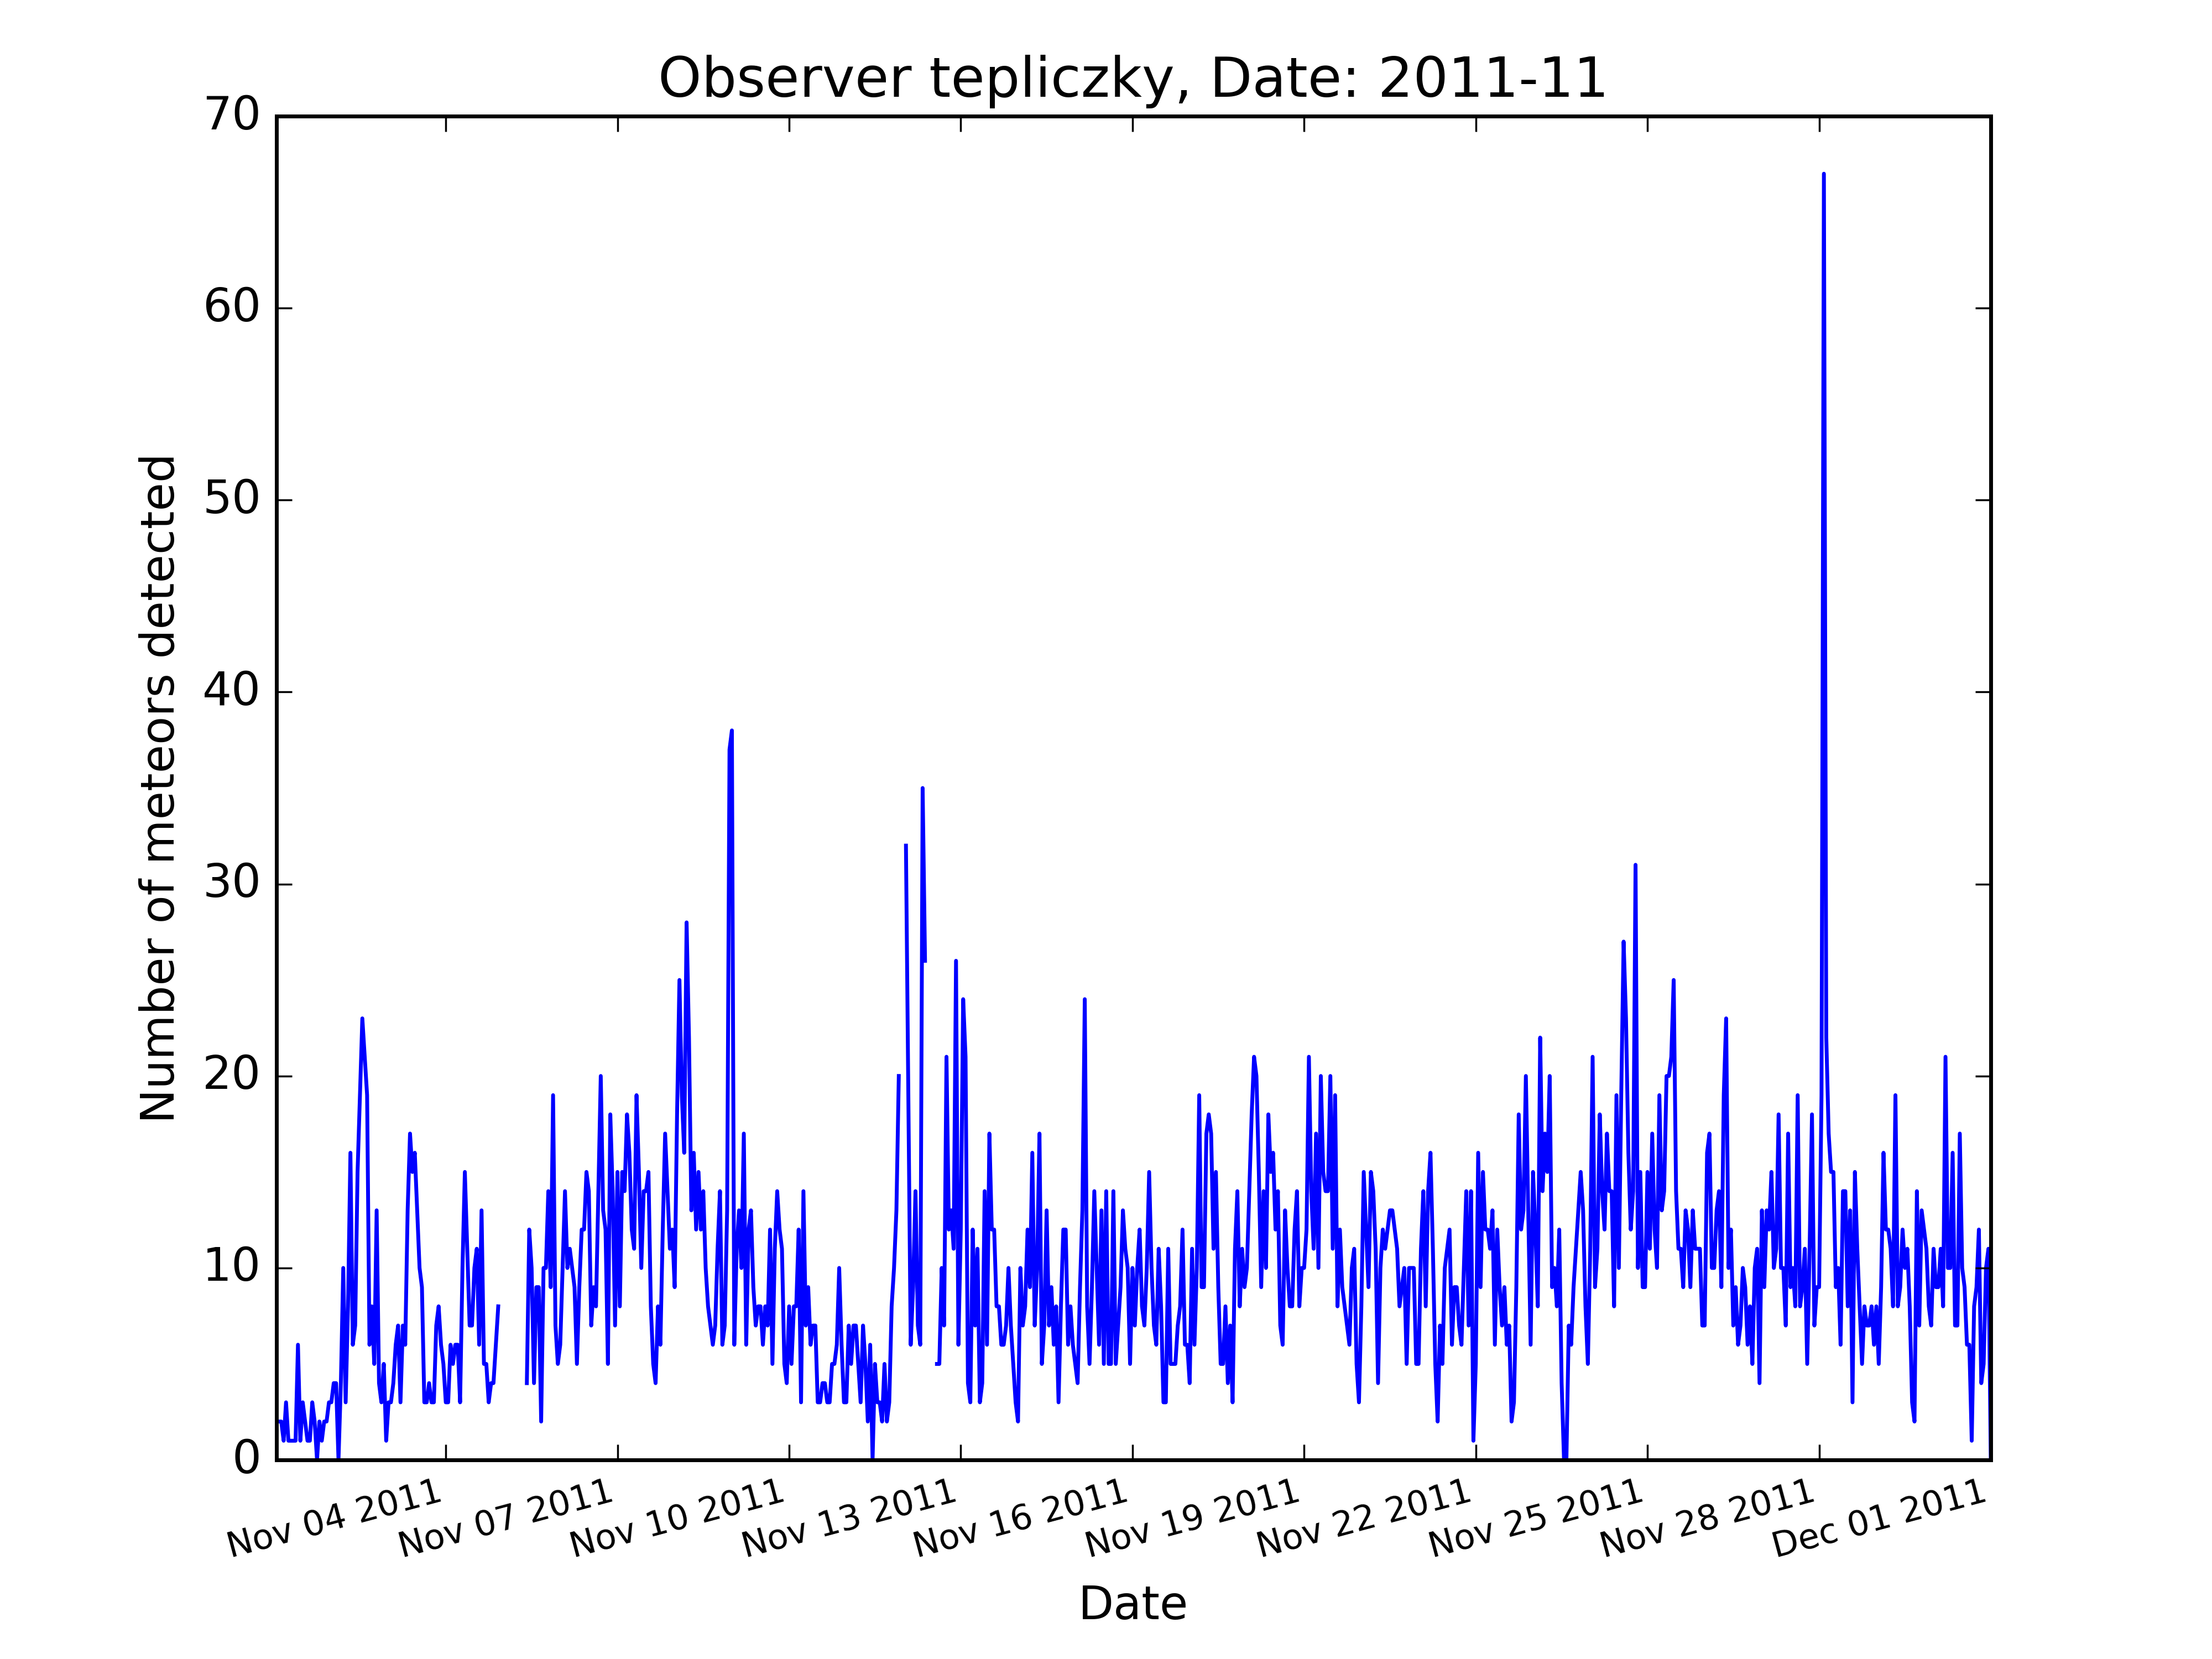 Observer tepliczky, Date: 2011-11
70
60
50
40
30
20
10
0
Number of meteors detected
Nov 04 2011
Nov 07 2011
Nov 10 2011
Nov 13 2011
Nov 16 2011
Nov 19 2011
Nov 22 2011
Nov 25 2011
Nov 28 2011
Dec 01 2011
Date